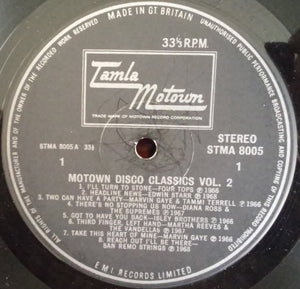 MADE IN GT. BRITAIN
ALL RIGHTS OF THE MANUFACTURER AND OF THE OWNER OF THE RECORDED WORK RESERVED
UNAUTHORISED PUBLIC PERFORMANCE BROADCASTING AND COPYING OF THIS RECORD PROHIBITED
33⅓ R.P.M.
Tamla
Motown
TRADE MARK OF MOTOWN RECORD CORPORATION
STMA 8005 A 33⅓
STEREO
STMA 8005
1
1
MOTOWN DISCO CLASSICS VOL. 2
1 I'LL TURN TO STONE—FOUR TOPS ℗ 1966
2 HEADLINE NEWS—EDWIN STARR ℗ 1966
3 TWO CAN HAVE A PARTY—MARVIN GAYE & TAMMI TERRELL ℗ 1966
4 THERE'S NO STOPPING US NOW—DIANA ROSS &
THE SUPREMES ℗ 1967
5 GOT TO HAVE YOU BACK—ISLEY BROTHERS ℗
6 THIRD FINGER, LEFT HAND—MARTHA REEVES &
THE VANDELLAS ℗ 1967
7 TAKE THIS HEART OF MINE—MARVIN GAYE ℗ 1966
8 REACH OUT I'LL BE THERE—
SAN REMO STRINGS ℗ 1968
EMI RECORDS LIMITED